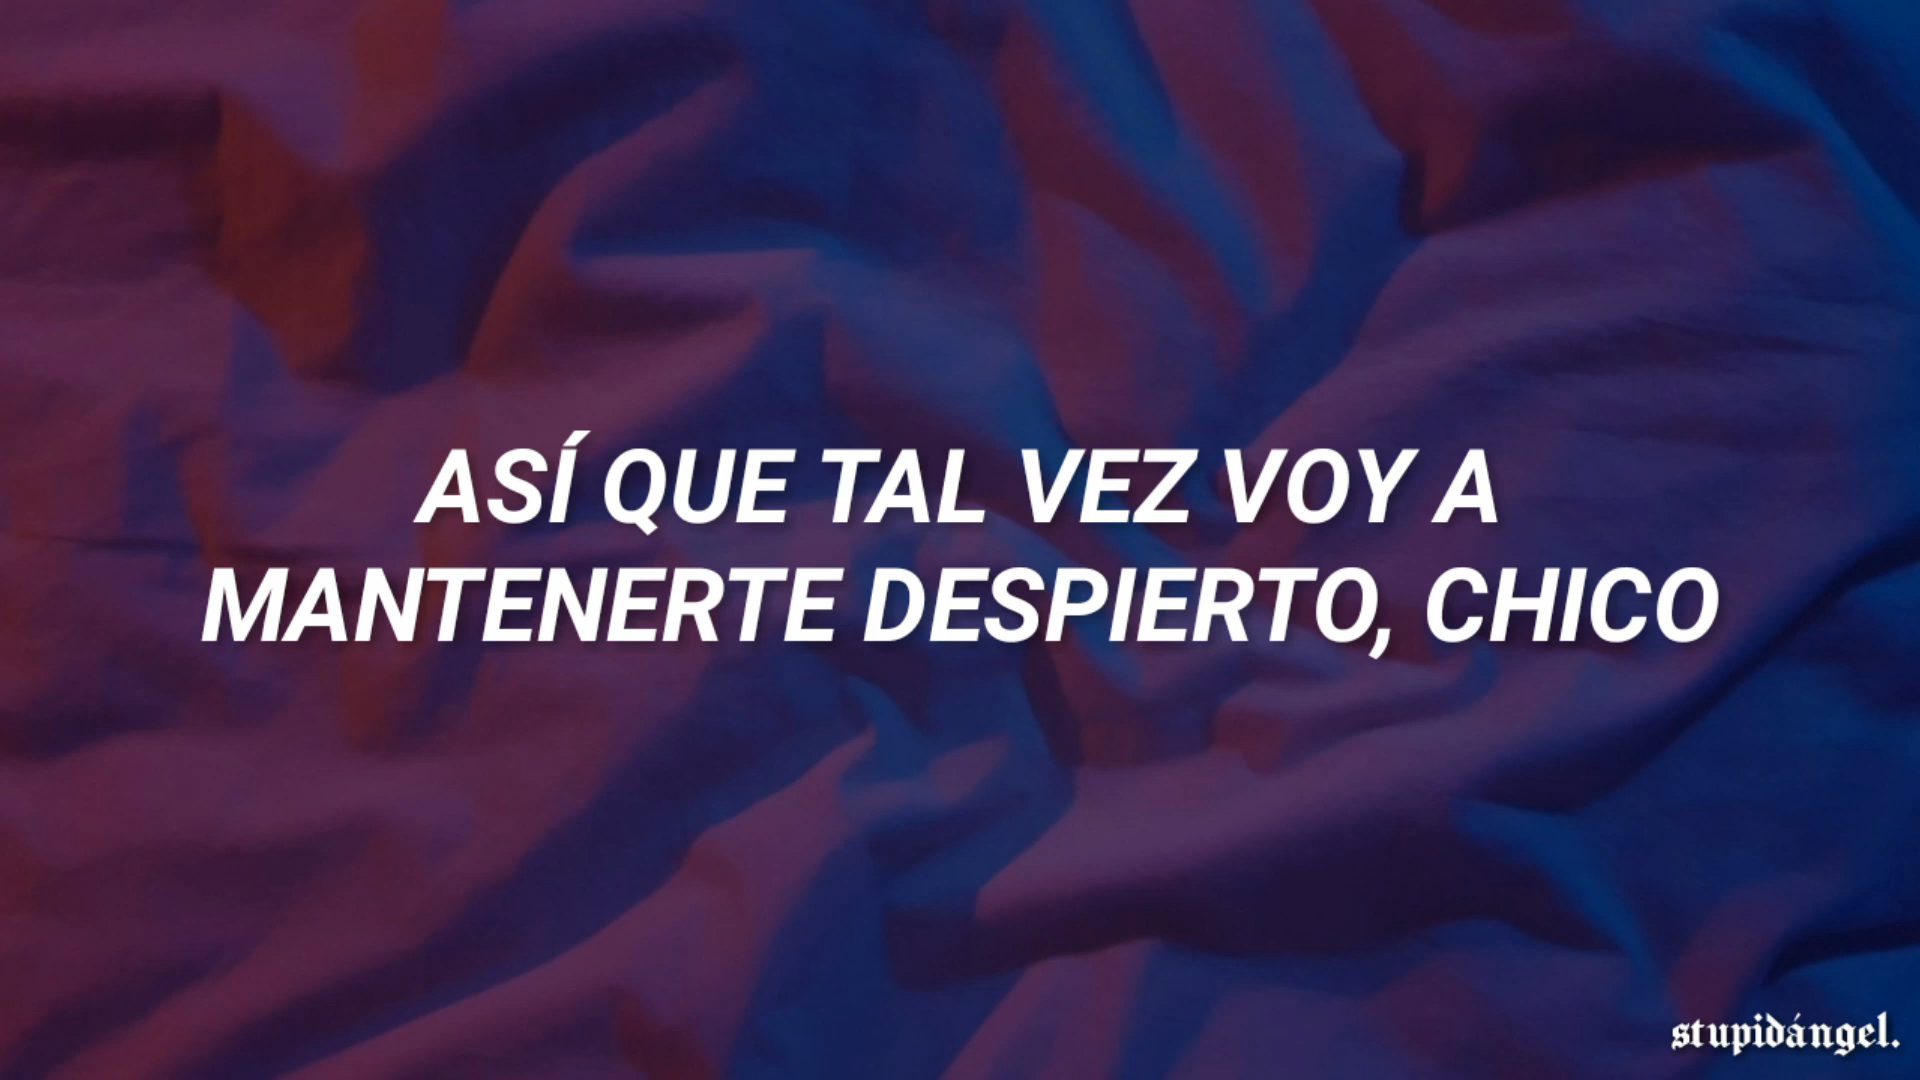 ASÍ QUE TAL VEZ VOY A
MANTENERTE DESPIERTO, CHICO
stupidángel.